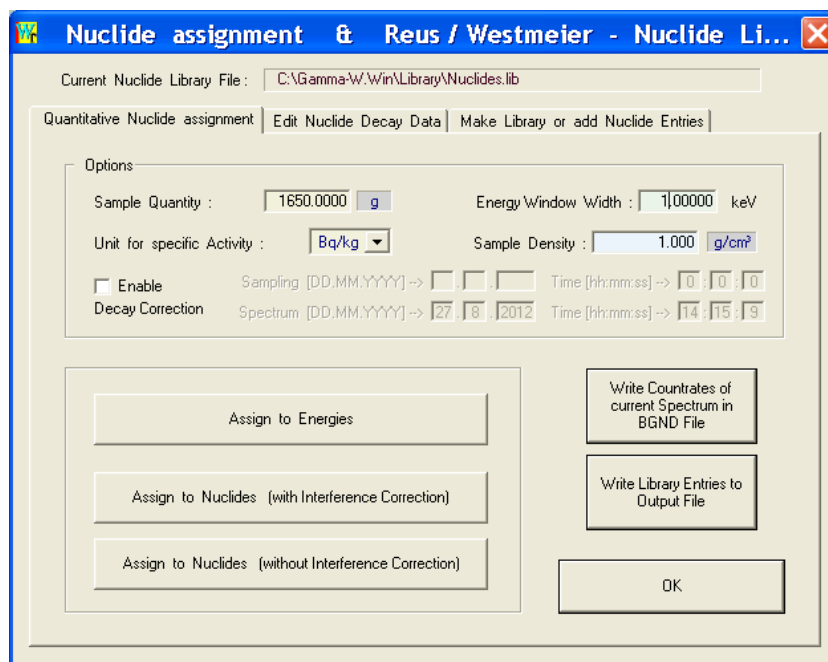 Nuclide assignment & Reus / Westmeier - Nuclide Li...
Current Nuclide Library File : C:\Gamma-W.Win\Library\Nuclides.lib
Quantitative Nuclide assignment Edit Nuclide Decay Data Make Library or add Nuclide Entries
Options
Sample Quantity : 1650.0000 g Energy Window Width : 1.00000 keV
Unit for specific Activity : Bq/kg Sample Density : 1.000 g/cm³
Enable Sampling [DD.MM.YYYY] --> . . Time [hh:mm:ss] --> 0 : 0 : 0
Decay Correction Spectrum [DD.MM.YYYY] --> 27 . 8 . 2012 Time [hh:mm:ss] --> 14 : 15 : 9
Assign to Energies
Assign to Nuclides (with Interference Correction)
Assign to Nuclides (without Interference Correction)
Write Countrates of
current Spectrum in
BGND File
Write Library Entries to
Output File
OK